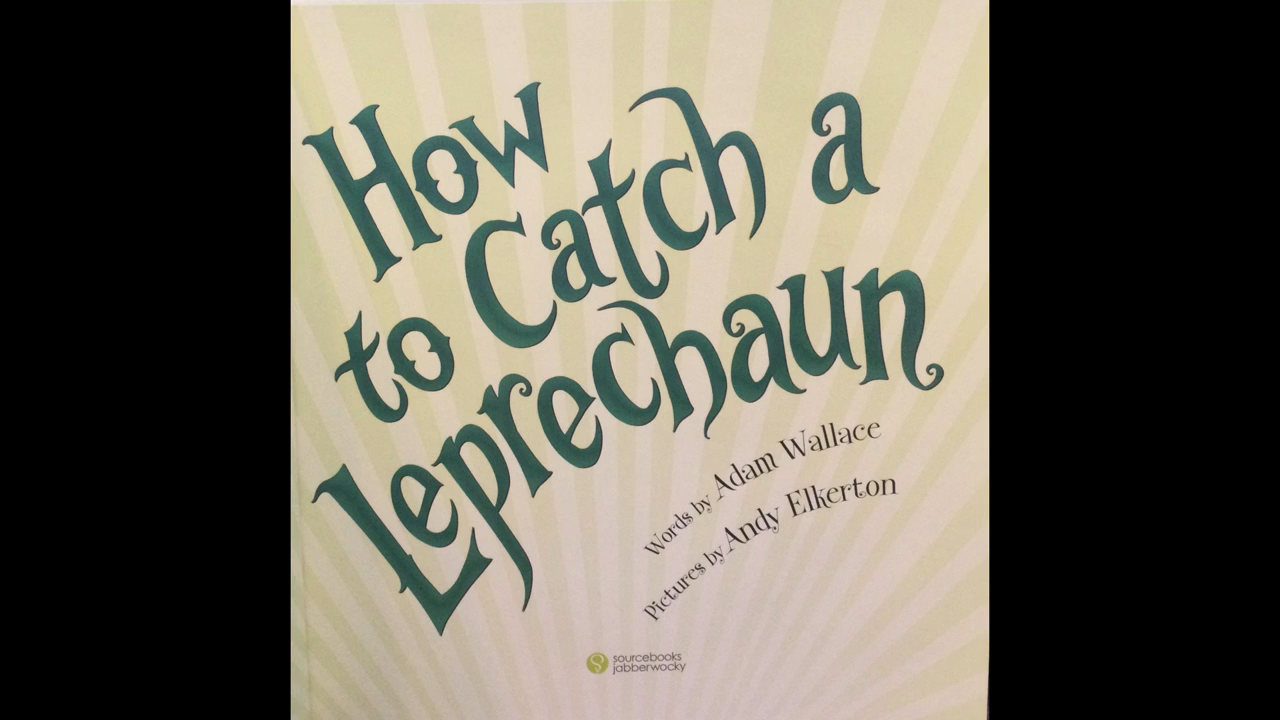 How
to Catch a
Leprechaun
Words by Adam Wallace
Pictures by Andy Elkerton
sourcebooks
jabberwocky